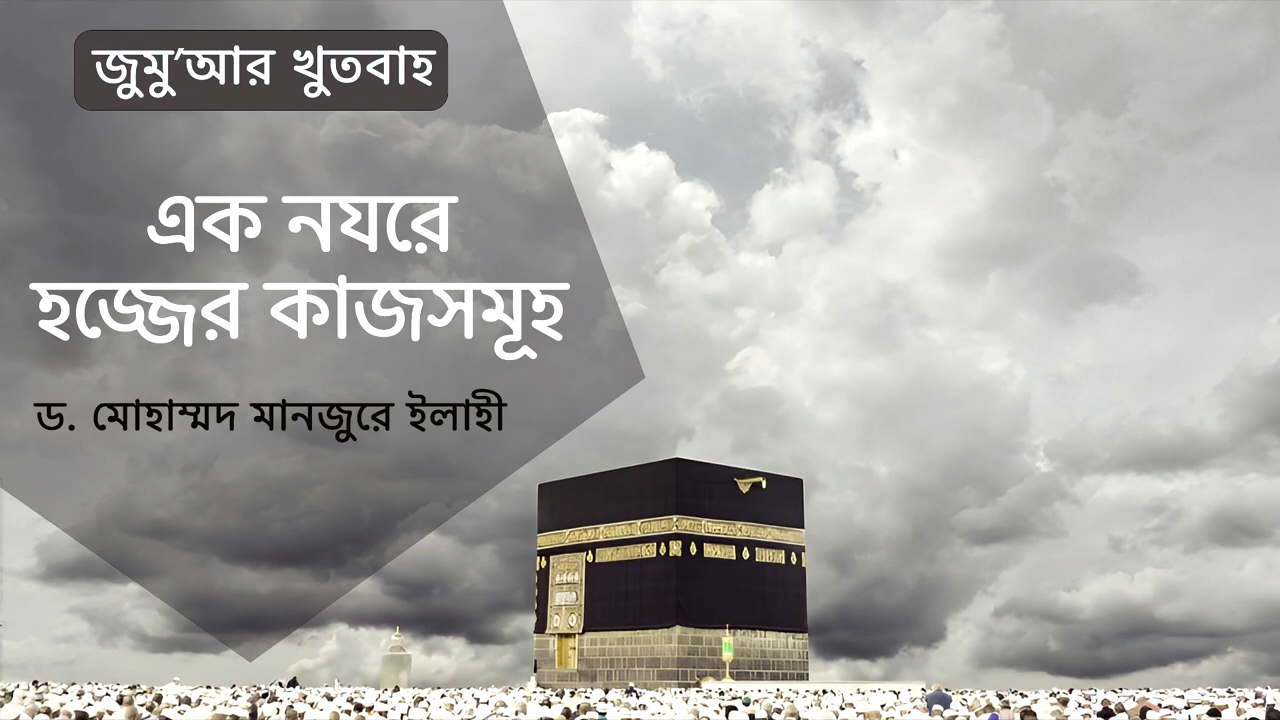 জুমু'আর খুতবাহ
এক নযরে
হজ্জের কাজসমূহ
ড. মোহাম্মদ মানজুরে ইলাহী